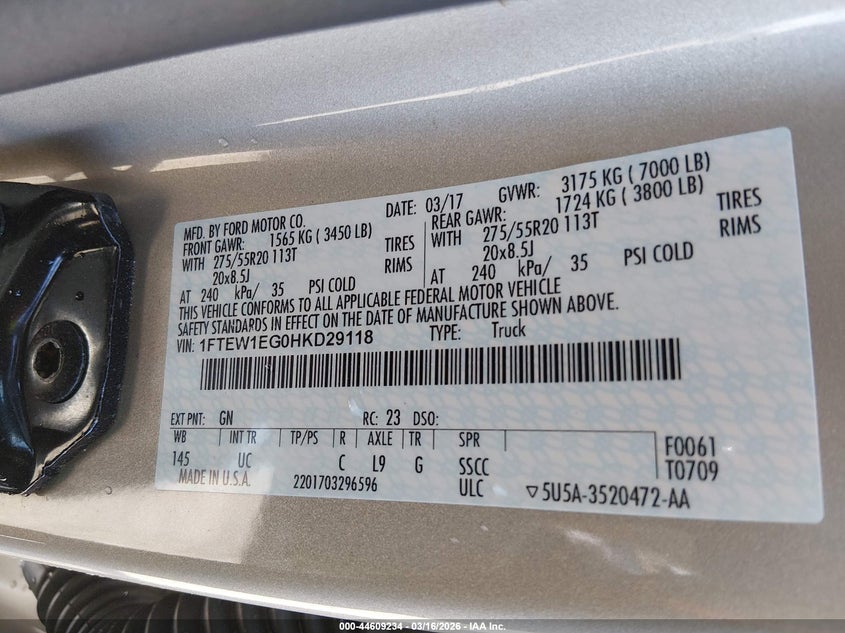 MFD. BY FORD MOTOR CO. DATE: 03/17 GVWR: 3175 KG ( 7000 LB)
FRONT GAWR: 1565 KG ( 3450 LB) REAR GAWR: 1724 KG ( 3800 LB)
WITH 275/55R20 113T TIRES WITH 275/55R20 113T TIRES
20x8.5J RIMS 20x8.5J RIMS
AT 240 kPa/ 35 PSI COLD AT 240 kPa/ 35 PSI COLD
THIS VEHICLE CONFORMS TO ALL APPLICABLE FEDERAL MOTOR VEHICLE
SAFETY STANDARDS IN EFFECT ON THE DATE OF MANUFACTURE SHOWN ABOVE.
VIN: 1FTEW1EG0HKD29118 TYPE: Truck
EXT PNT: GN RC: 23 DSO:
WB INT TR TP/PS R AXLE TR SPR F0061
145 UC C L9 G SSCC T0709
MADE IN U.S.A. 2201703296596 ULC ▽5U5A-3520472-AA
000-44609234 - 03/16/2026 - IAA Inc.